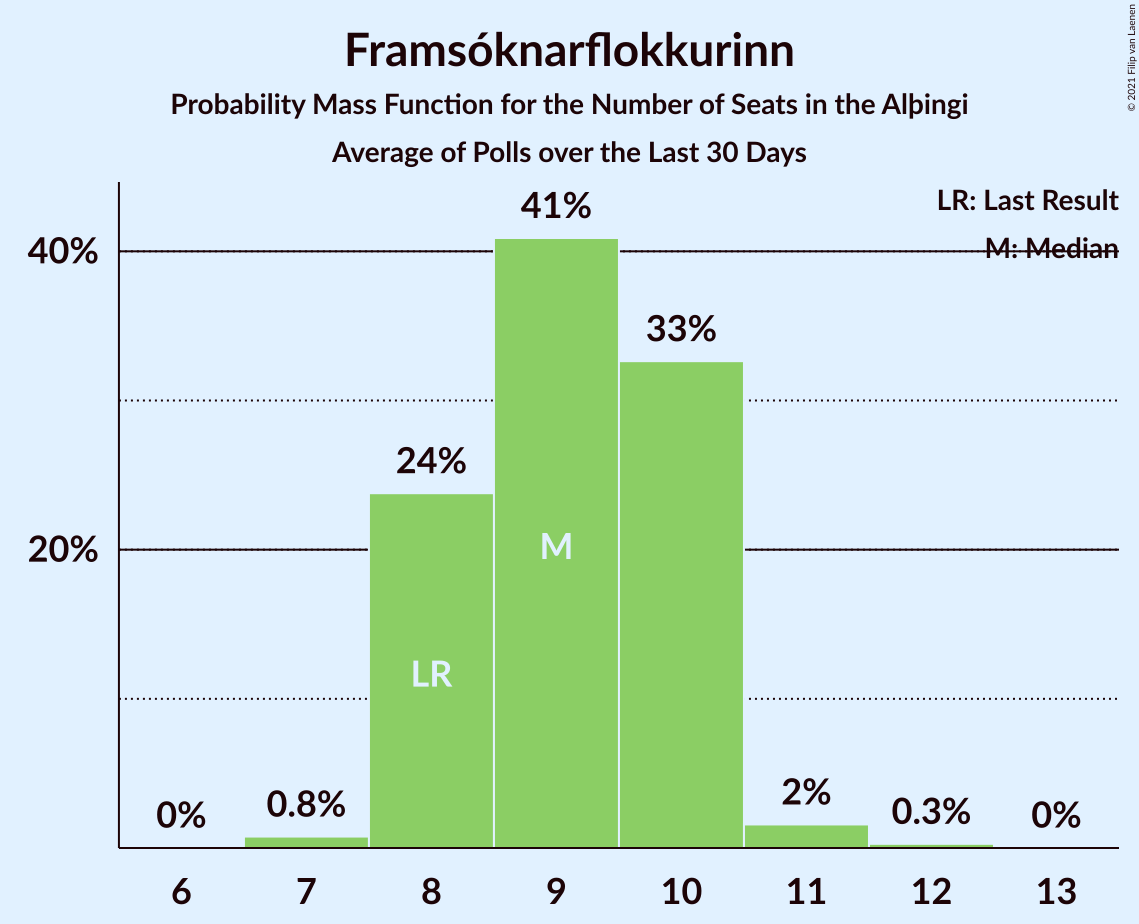 Framsóknarflokkurinn
Probability Mass Function for the Number of Seats in the Alþingi
Average of Polls over the Last 30 Days
© 2021 Filip van Laenen
LR: Last Result
M: Median
41%
40%
33%
24%
20%
M
LR
0%
0.8%
2%
0.3%
0%
6 7 8 9 10 11 12 13